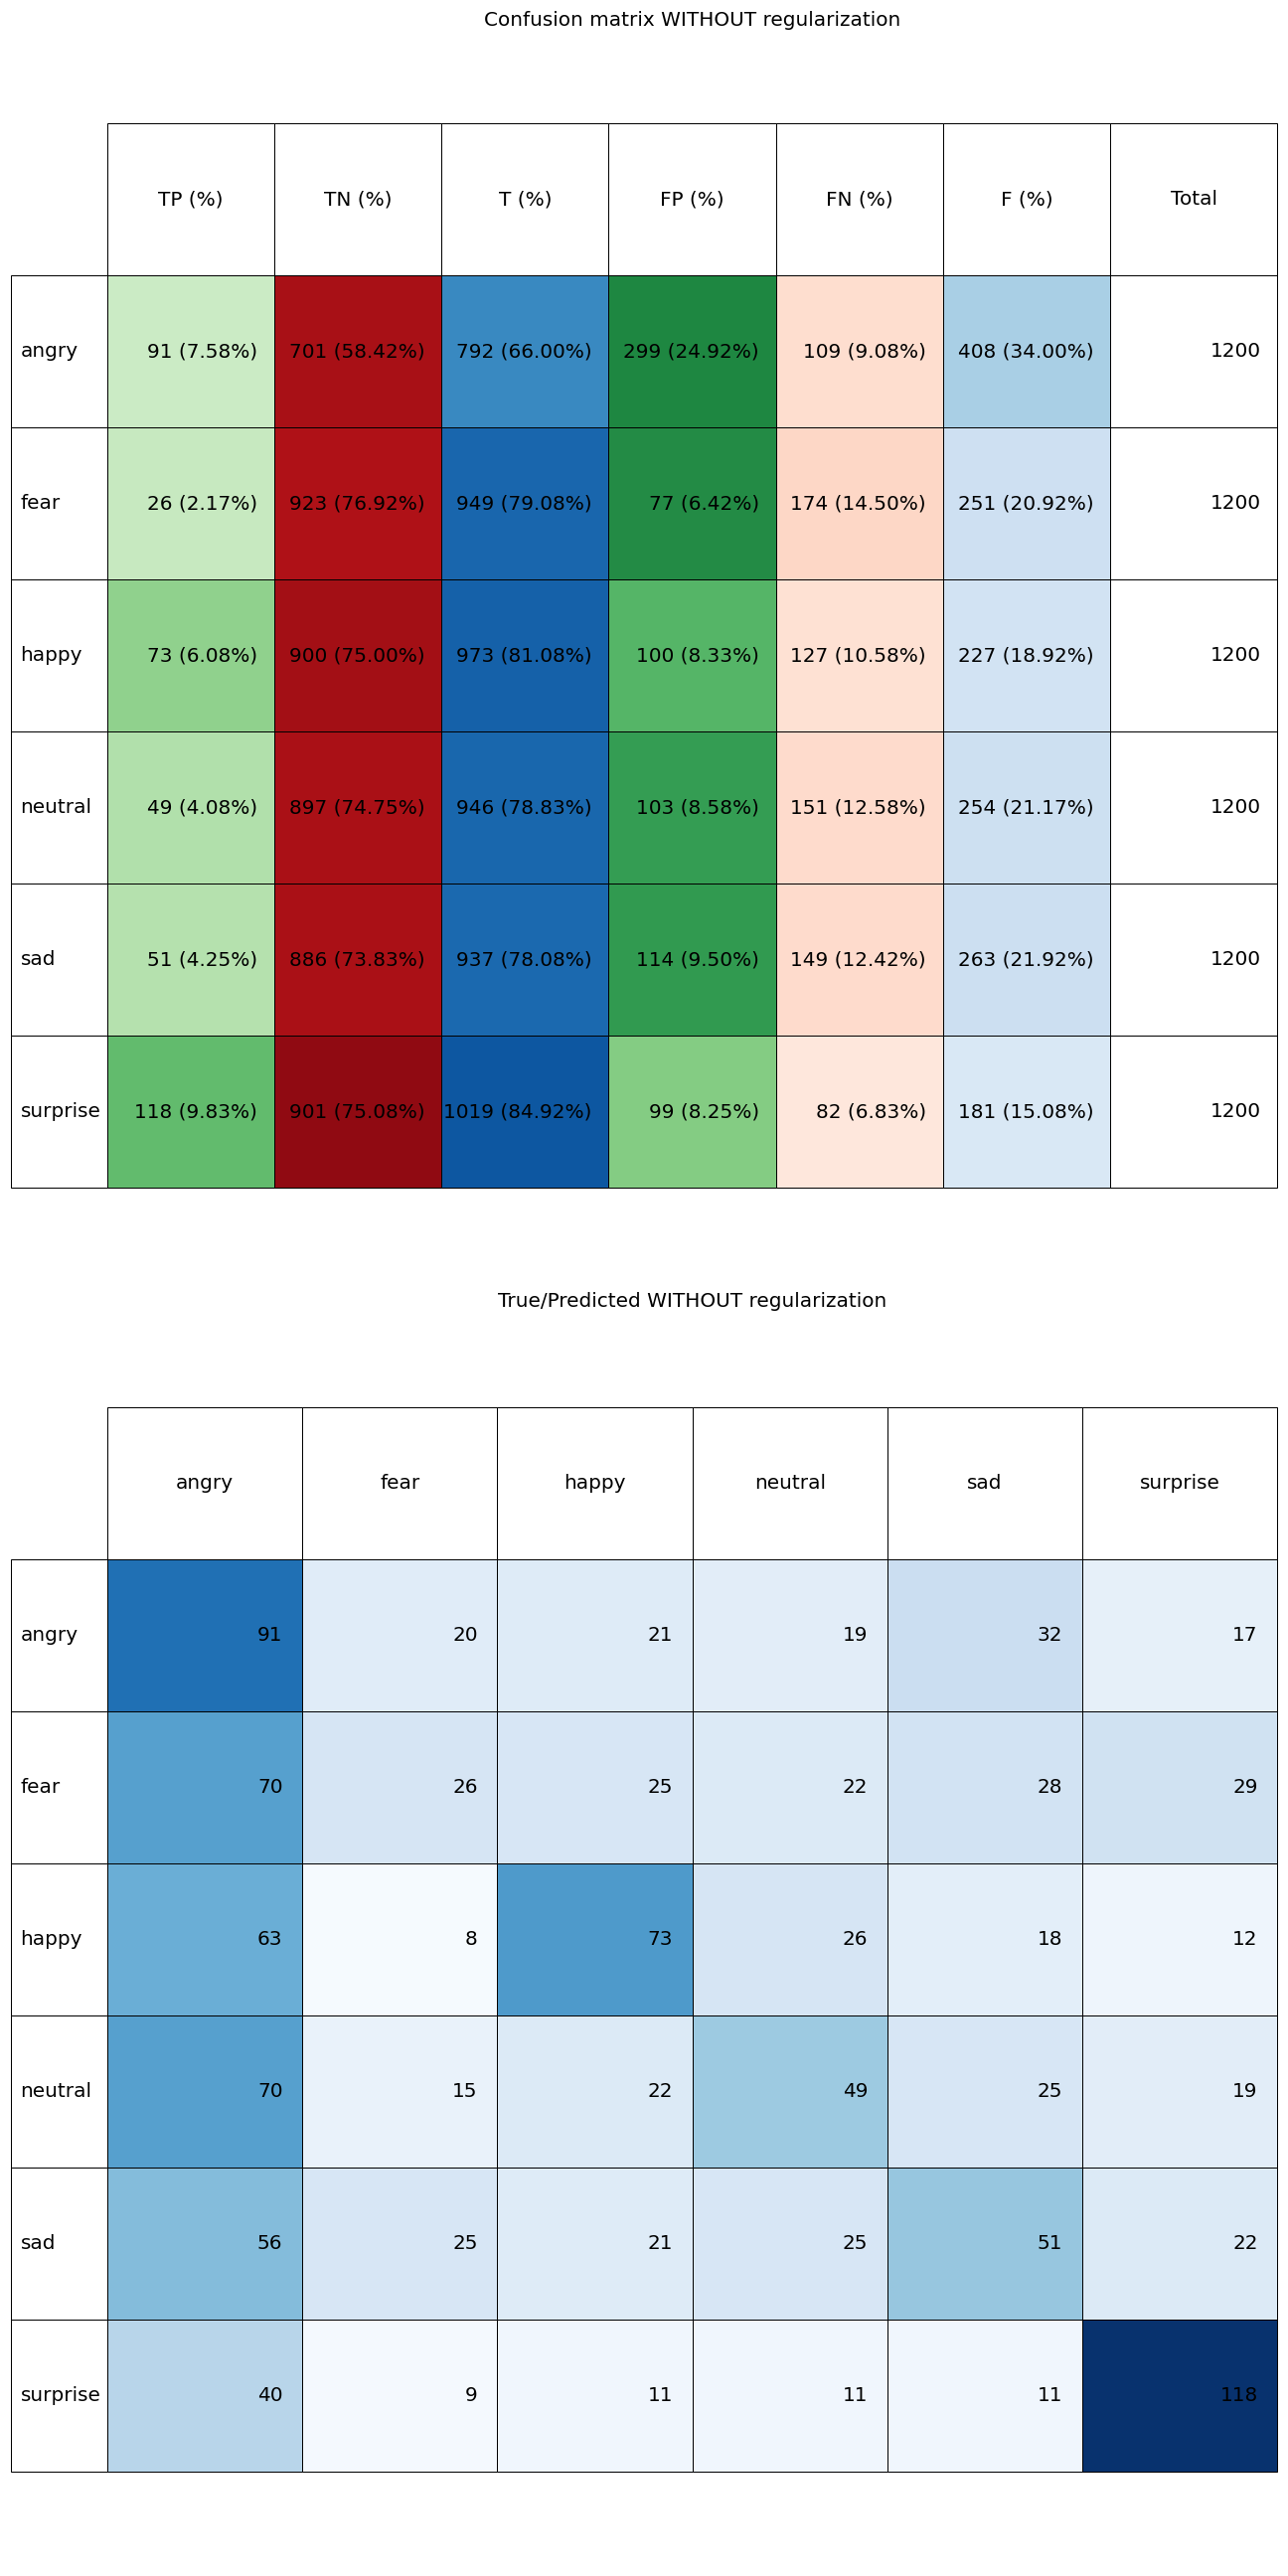 Confusion matrix WITHOUT regularization
TP (%) TN (%) T (%) FP (%) FN (%) F (%) Total
angry 91 (7.58%) 701 (58.42%) 792 (66.00%) 299 (24.92%) 109 (9.08%) 408 (34.00%) 1200
fear 26 (2.17%) 923 (76.92%) 949 (79.08%) 77 (6.42%) 174 (14.50%) 251 (20.92%) 1200
happy 73 (6.08%) 900 (75.00%) 973 (81.08%) 100 (8.33%) 127 (10.58%) 227 (18.92%) 1200
neutral 49 (4.08%) 897 (74.75%) 946 (78.83%) 103 (8.58%) 151 (12.58%) 254 (21.17%) 1200
sad 51 (4.25%) 886 (73.83%) 937 (78.08%) 114 (9.50%) 149 (12.42%) 263 (21.92%) 1200
surprise 118 (9.83%) 901 (75.08%) 1019 (84.92%) 99 (8.25%) 82 (6.83%) 181 (15.08%) 1200
True/Predicted WITHOUT regularization
angry fear happy neutral sad surprise
angry 91 20 21 19 32 17
fear 70 26 25 22 28 29
happy 63 8 73 26 18 12
neutral 70 15 22 49 25 19
sad 56 25 21 25 51 22
surprise 40 9 11 11 11 118